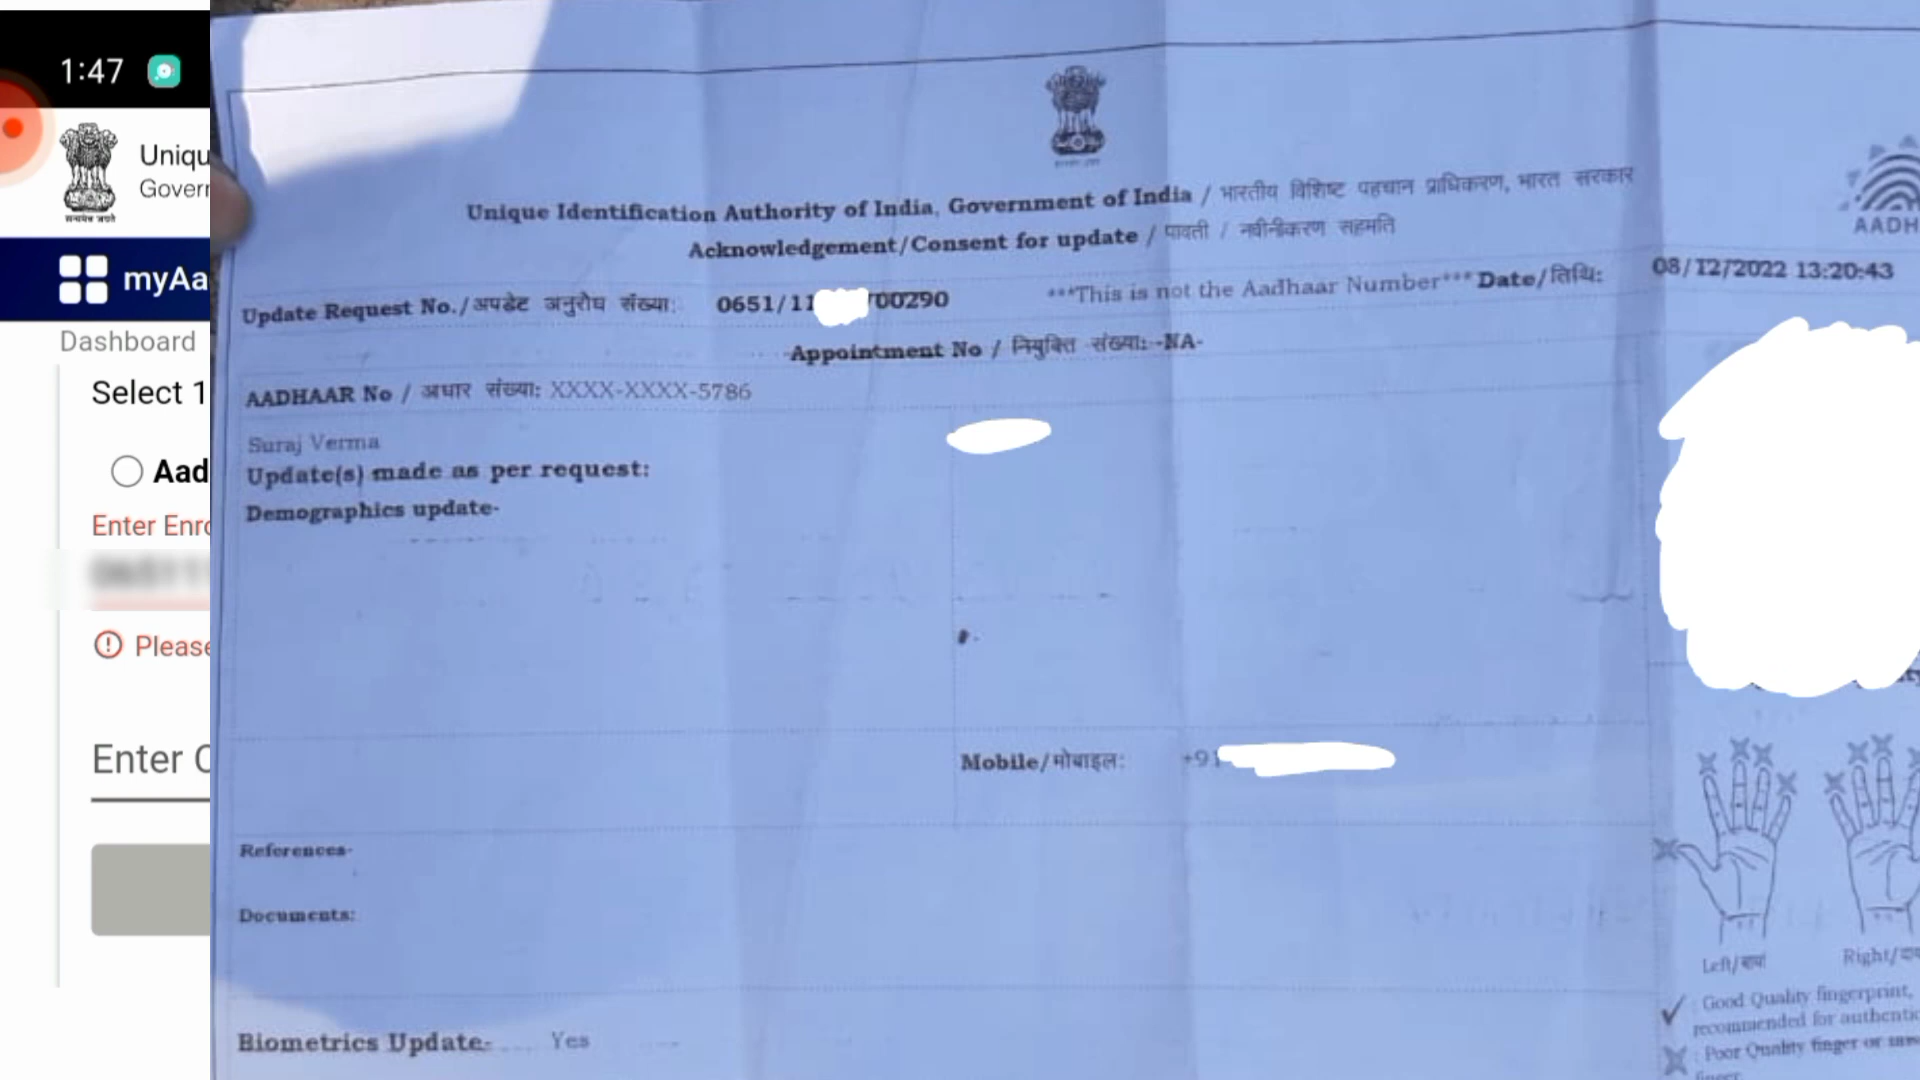 1:47
Uniqu
Govern
myAa
Dashboard
Select 1
Aad
Enter Enro
Please
Enter C
Unique Identification Authority of India, Government of India / भारतीय विशिष्ट पहचान प्राधिकरण, भारत सरकार
Acknowledgement/Consent for update / पावती / नवीनीकरण सहमति
AADH
Update Request No./अपडेट अनुरोध संख्या: 0651/11 00290 ***This is not the Aadhaar Number*** Date/तिथि: 08/12/2022 13:20:43
Appointment No / नियुक्ति संख्या:-NA-
AADHAAR No / अधार संख्या: XXXX-XXXX-5786
Suraj Verma
Update(s) made as per request:
Demographics update-
Mobile/मोबाइल: +91
References-
Documents:
Left/बायां Right/दा
: Good Quality fingerprint,
recommended for authentic
: Poor Quality finger or
finger
Biometrics Update- Yes